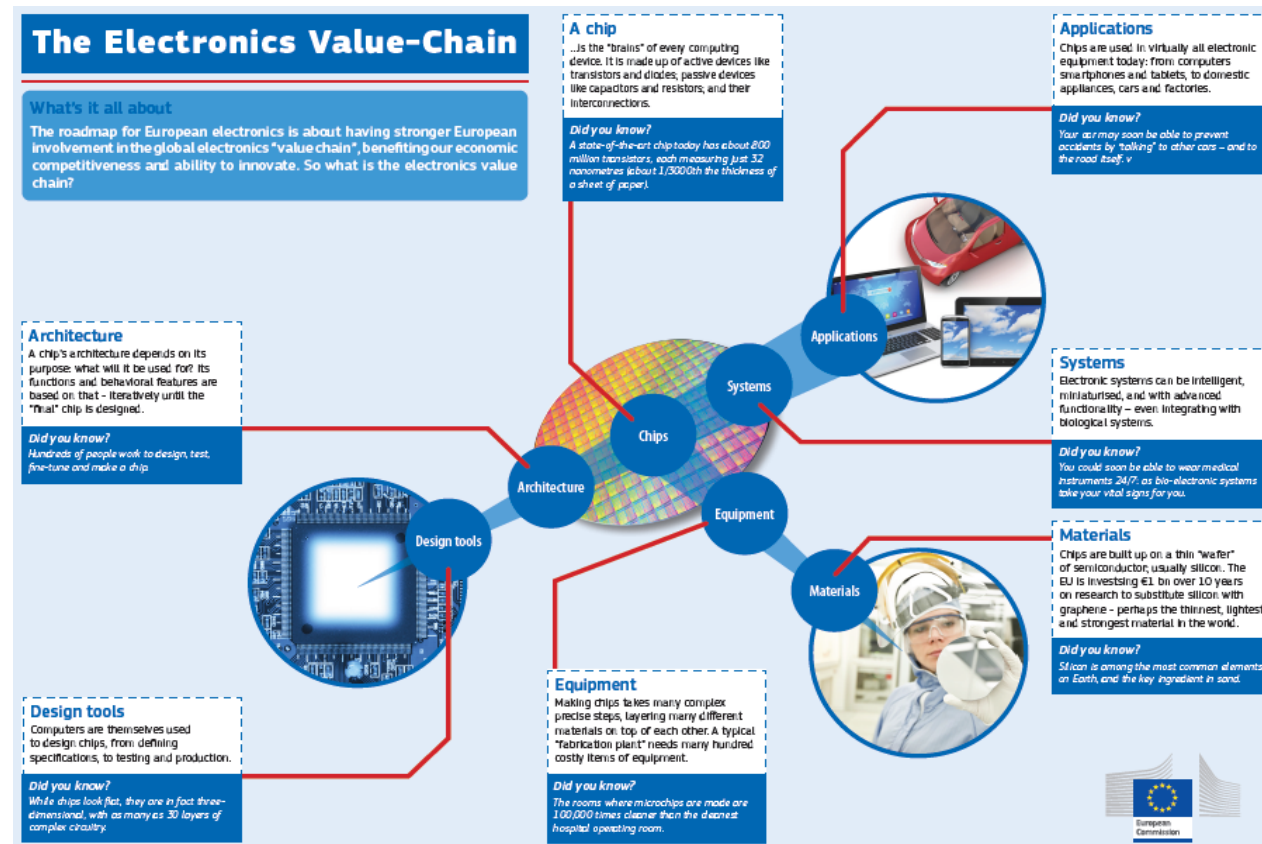 The Electronics Value-Chain
What's it all about
The roadmap for European electronics is about having stronger European
involvement in the global electronics "value chain", benefiting our economic
competitiveness and ability to innovate. So what is the electronics value
chain?
A chip
...is the "brains" of every computing
device. It is made up of active devices like
transistors and diodes; passive devices
like capacitors and resistors; and their
interconnections.
Did you know?
A state-of-the-art chip today has about 800
million transistors, each measuring just 32
nanometres (about 1/3000th the thickness of
a sheet of paper).
Applications
Chips are used in virtually all electronic
equipment today: from computers
smartphones and tablets, to domestic
appliances, cars and factories.
Did you know?
Your car may soon be able to prevent
accidents by "talking" to other cars – and to
the road itself. v
Architecture
A chip's architecture depends on its
purpose: what will it be used for? Its
functions and behavioral features are
based on that - iteratively until the
"final" chip is designed.
Did you know?
Hundreds of people work to design, test,
fine-tune and make a chip.
Applications
Systems
Chips
Architecture
Equipment
Design tools
Materials
Systems
Electronic systems can be intelligent,
miniaturised, and with advanced
functionality – even integrating with
biological systems.
Did you know?
You could soon be able to wear medical
instruments 24/7: as bio-electronic systems
take your vital signs for you.
Materials
Chips are built up on a thin "wafer"
of semiconductor, usually silicon. The
EU is investsing €1 bn over 10 years
on research to substitute silicon with
graphene - perhaps the thinnest, lightest
and strongest material in the world.
Did you know?
Silicon is among the most common elements
on Earth, and the key ingredient in sand.
Design tools
Computers are themselves used
to design chips, from defining
specifications, to testing and production.
Did you know?
While chips look flat, they are in fact three-
dimensional, with as many as 30 layers of
complex circuitry.
Equipment
Making chips takes many complex
precise steps, layering many different
materials on top of each other. A typical
"fabrication plant" needs many hundred
costly items of equipment.
Did you know?
The rooms where microchips are made are
100,000 times cleaner than the cleanest
hospital operating room.
European
Commission